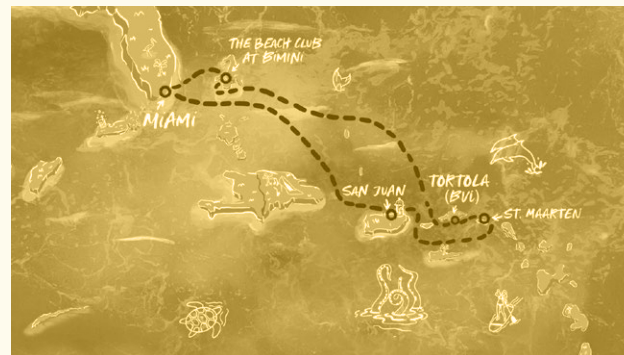 THE BEACH CLUB
AT BIMINI
MIAMI
SAN JUAN
TORTOLA
(BVI)
ST. MAARTEN